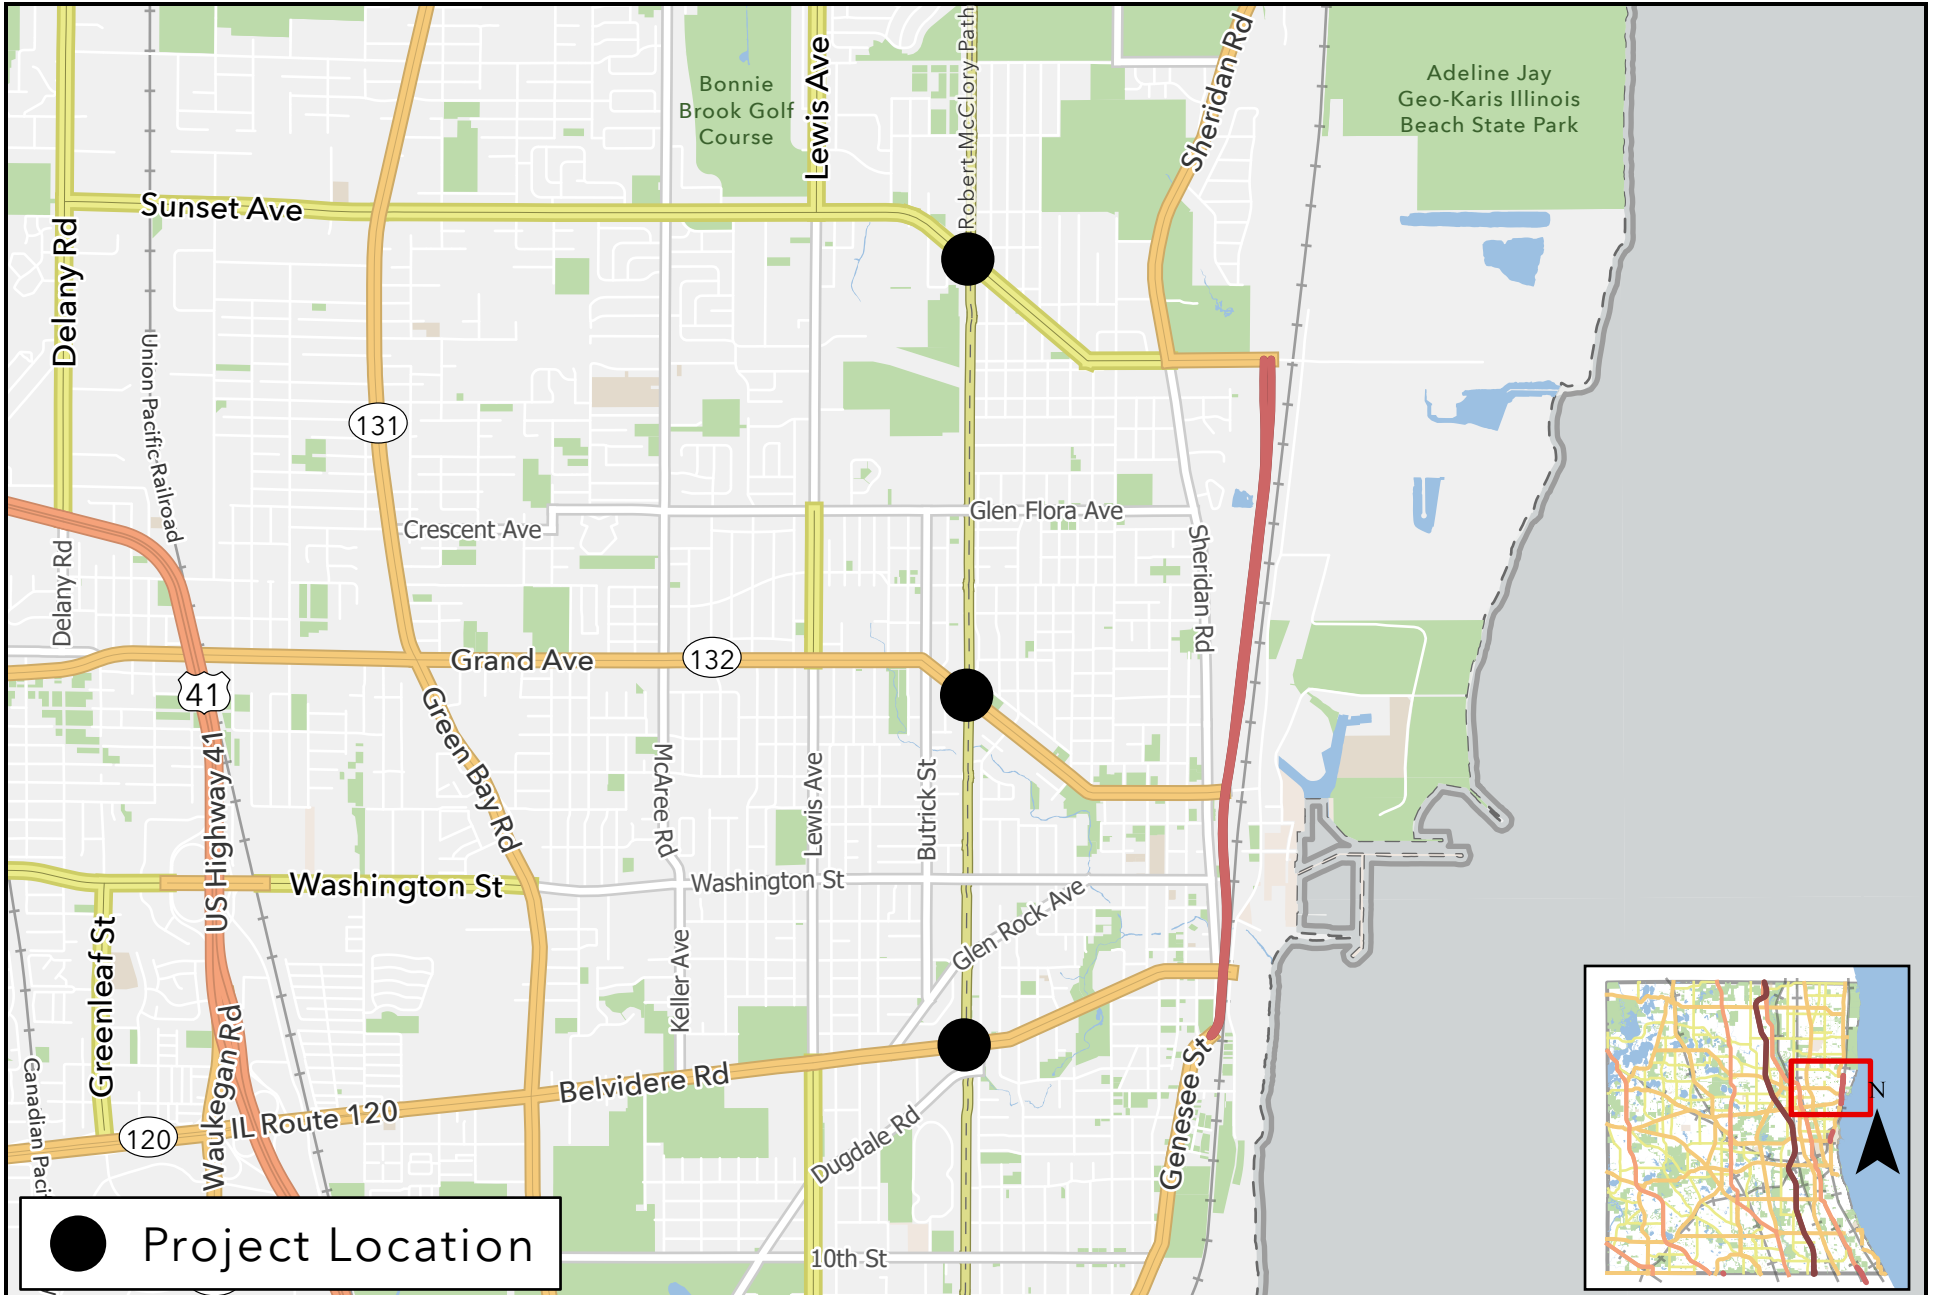 Robert McClory Path
Sheridan Rd
Lewis Ave
Bonnie
Brook Golf
Course
Adeline Jay
Geo-Karis Illinois
Beach State Park
Sunset Ave
Delany Rd
Union Pacific Railroad
131
Crescent Ave
Glen Flora Ave
Delany Rd
Sheridan Rd
Grand Ave
132
41
Green Bay Rd
US Highway 41
McAree Rd
Lewis Ave
Butrick St
Washington St
Washington St
Glen Rock Ave
Greenleaf St
Keller Ave
Waukegan Rd
Belvidere Rd
IL Route 120
120
Canadian Paci
Genesee St
Dugdale Rd
10th St
N
Project Location